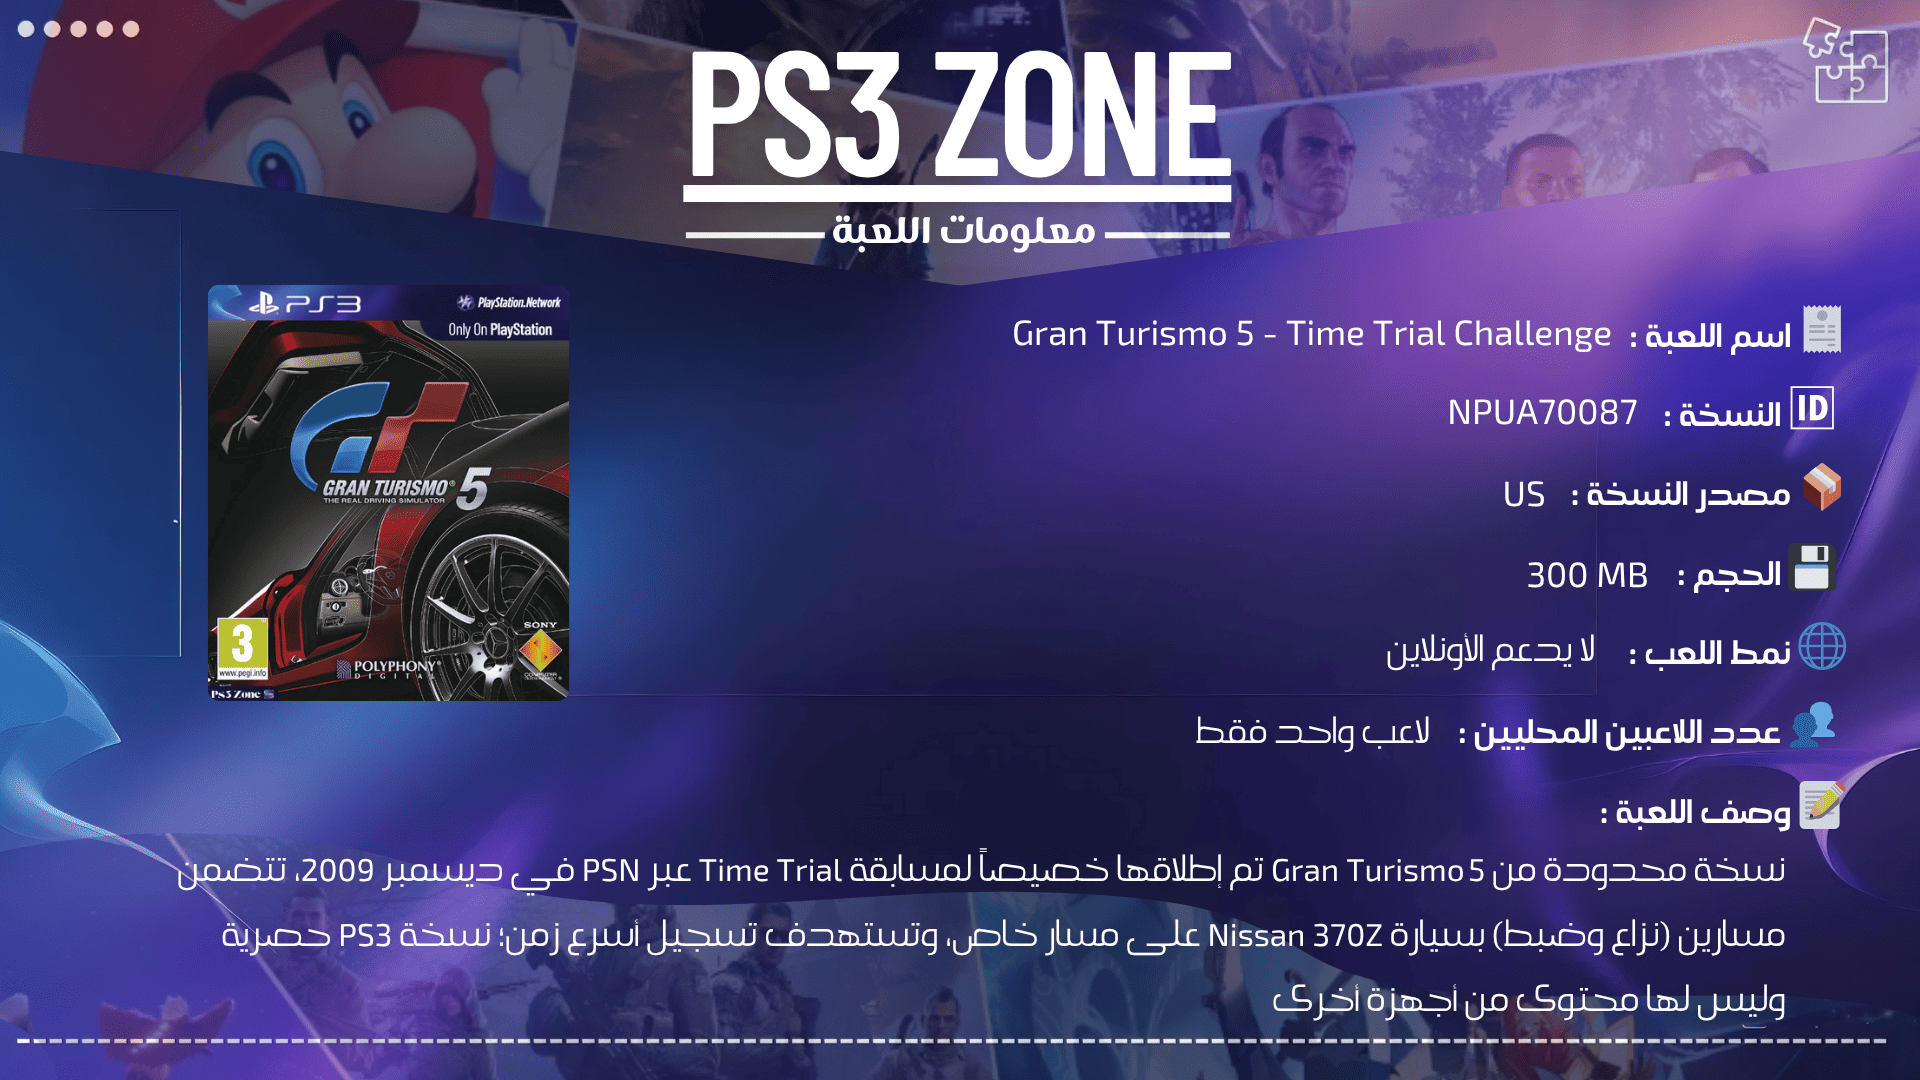 PS3 ZONE
معلومات اللعبة
PS3 PlayStation.Network
Only On PlayStation
GRAN TURISMO® 5
THE REAL DRIVING SIMULATOR
3
www.pegi.info
POLYPHONY®
DIGITAL
SONY
COMPUTER
Ps3 Zone
اسم اللعبة : Gran Turismo 5 - Time Trial Challenge
ID النسخة : NPUA70087
مصدر النسخة : US
الحجم : 300 MB
نمط اللعب : لا يدعم الأونلاين
عدد اللاعبين المحليين : لاعب واحد فقط
وصف اللعبة :
نسخة محدودة من Gran Turismo 5 تم إطلاقها خصيصاً لمسابقة Time Trial عبر PSN في ديسمبر 2009، تتضمن
مسارين (نزاع وضبط) بسيارة Nissan 370Z على مسار خاص، وتستهدف تسجيل أسرع زمن؛ نسخة PS3 حصرية
وليس لها محتوى من أجهزة أخرى